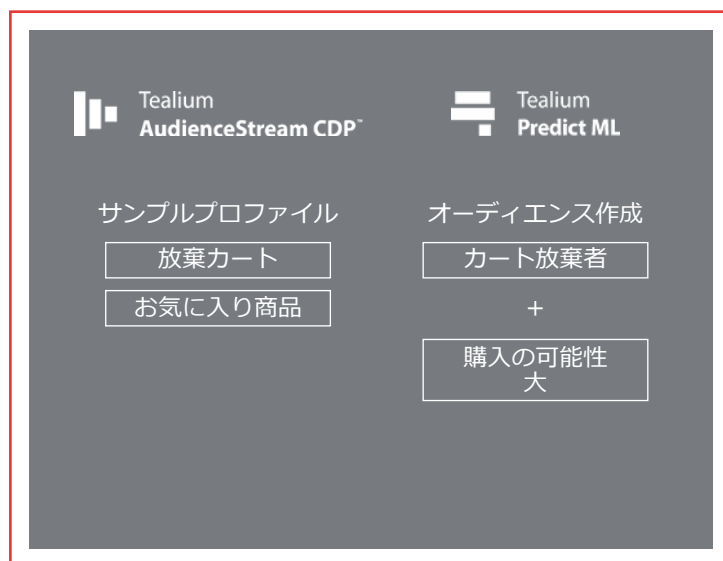 Tealium
AudienceStream CDP™
サンプルプロファイル
放棄カート
お気に入り商品
Tealium
Predict ML
オーディエンス作成
カート放棄者
+
購入の可能性
大